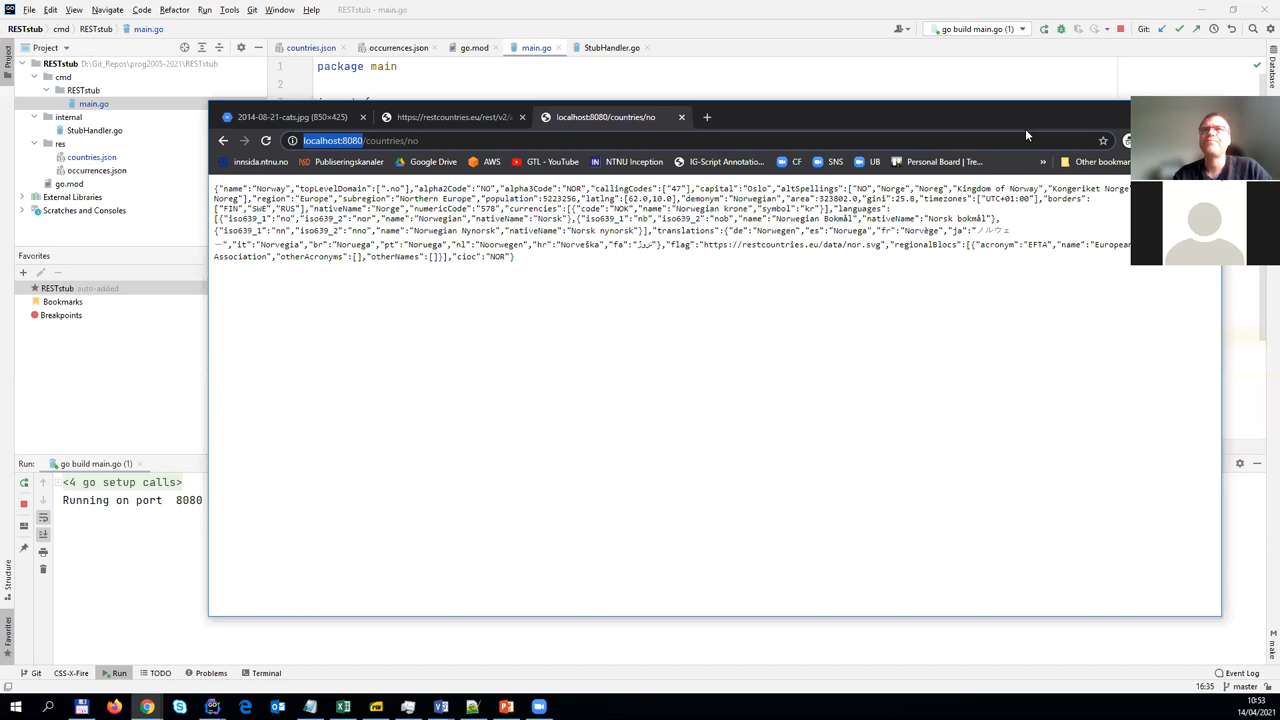 File Edit View Navigate Code Refactor Run Tools Git Window Help RESTstub - main.go
RESTstub cmd RESTstub main.go go build main.go (1) Git:
Project countries.json occurrences.json go.mod main.go StubHandler.go
RESTstub D:\Git_Repos\prog2005-2021\RESTstub
cmd
RESTstub
main.go
internal
StubHandler.go
res
countries.json
occurrences.json
go.mod
External Libraries
Scratches and Consoles
1 package main
2
Project
Database
2014-08-21-cats.jpg (850×425) https://restcountries.eu/rest/v2/ localhost:8080/countries/no
localhost:8080/countries/no
innsida.ntnu.no Publiseringskanaler Google Drive AWS GTL - YouTube NTNU Inception IG-Script Annotatio... CF SNS UB Personal Board | Tre... » Other bookmar
{"name":"Norway","topLevelDomain":[".no"],"alpha2Code":"NO","alpha3Code":"NOR","callingCodes":["47"],"capital":"Oslo","altSpellings":["NO","Norge","Noreg","Kingdom of Norway","Kongeriket Norge
Noreg"],"region":"Europe","subregion":"Northern Europe","population":5223256,"latlng":[62.0,10.0],"demonym":"Norwegian","area":323802.0,"gini":25.8,"timezones":["UTC+01:00"],"borders":
["FIN","SWE","RUS"],"nativeName":"Norge","numericCode":"578","currencies":[{"code":"NOK","name":"Norwegian krone","symbol":"kr"}],"languages":
[{"iso639_1":"no","iso639_2":"nor","name":"Norwegian","nativeName":"Norsk"},{"iso639_1":"nb","iso639_2":"nob","name":"Norwegian Bokmål","nativeName":"Norsk bokmål"},
{"iso639_1":"nn","iso639_2":"nno","name":"Norwegian Nynorsk","nativeName":"Norsk nynorsk"}],"translations":{"de":"Norwegen","es":"Noruega","fr":"Norvège","ja":"ノルウェ
ー","it":"Norvegia","br":"Noruega","pt":"Noruega","nl":"Noorwegen","hr":"Norveška","fa":"نروژ"},"flag":"https://restcountries.eu/data/nor.svg","regionalBlocs":[{"acronym":"EFTA","name":"European
Association","otherAcronyms":[],"otherNames":[]}],"cioc":"NOR"}
Favorites
RESTstub auto-added
Bookmarks
Breakpoints
Run: go build main.go (1)
<4 go setup calls>
Running on port 8080
Structure
Favorites
make
Git CSS-X-Fire Run TODO Problems Terminal Event Log
16:35 master
10:53
14/04/2021